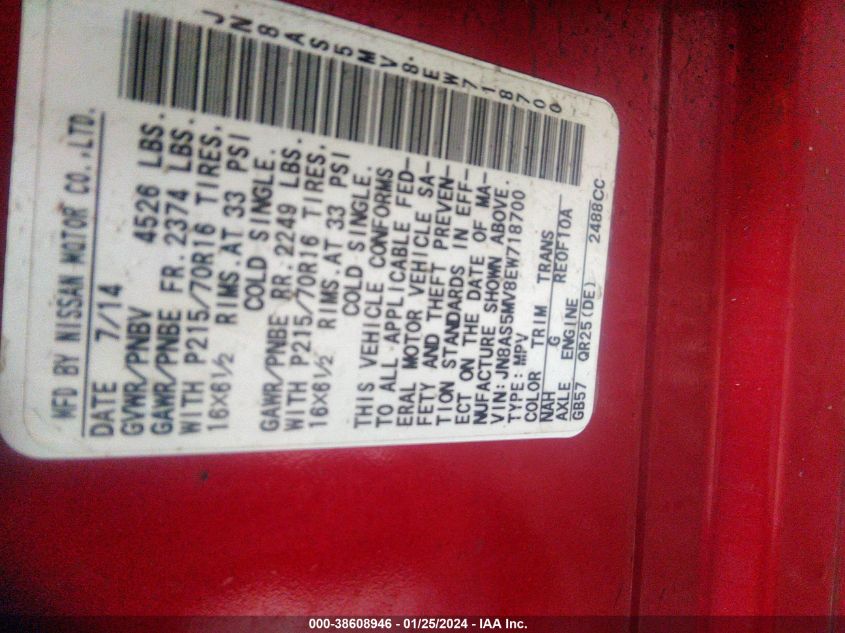 JN8AS5MV8EW718700
MFD BY NISSAN MOTOR CO.,LTD.
DATE 7/14
GVWR/PNBV 4526 LBS.
GAWR/PNBE FR. 2374 LBS.
WITH P215/70R16 TIRES,
16X6½ RIMS. AT 33 PSI
COLD SINGLE.
GAWR/PNBE RR. 2249 LBS.
WITH P215/70R16 TIRES,
16X6½ RIMS. AT 33 PSI
COLD SINGLE.
THIS VEHICLE CONFORMS
TO ALL APPLICABLE FED-
ERAL MOTOR VEHICLE SA-
FETY AND THEFT PREVEN-
TION STANDARDS IN EFF-
ECT ON THE DATE OF MA-
NUFACTURE SHOWN ABOVE.
VIN:JN8AS5MV8EW718700
TYPE:MPV
COLOR TRIM TRANS
NAH G RE0F10A
AXLE ENGINE
GB57 QR25(DE) 2488CC
000-38608946 - 01/25/2024 - IAA Inc.